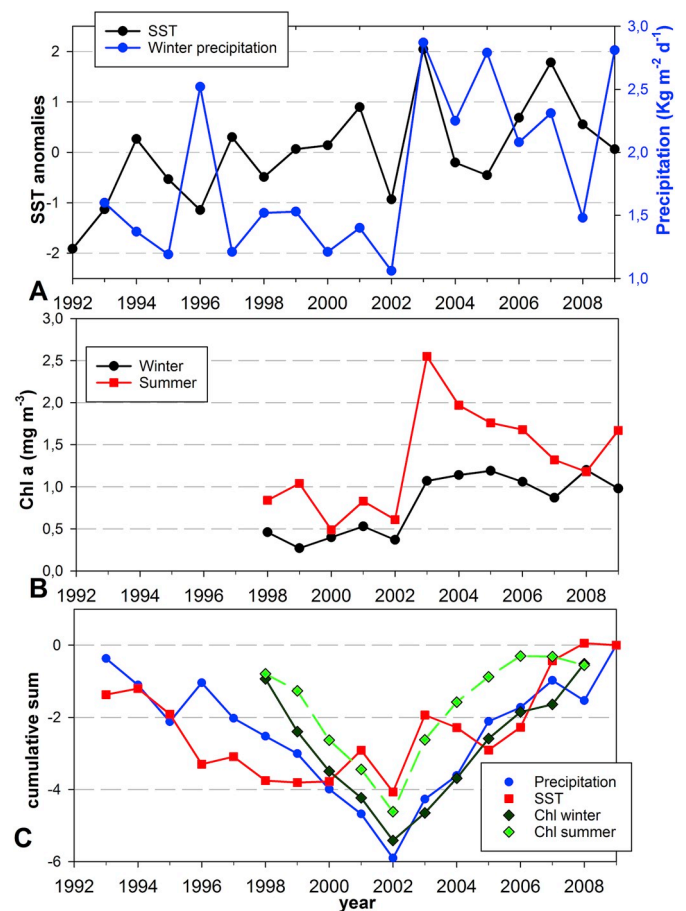 SST
Winter precipitation
2
1
0
-1
-2
SST anomalies
3,0
2,5
2,0
1,5
1,0
Precipitation (Kg m-2 d-1)
A
1992 1994 1996 1998 2000 2002 2004 2006 2008
3,0
2,5
2,0
1,5
1,0
0,5
0,0
Chl a (mg m-3)
Winter
Summer
B
1992 1994 1996 1998 2000 2002 2004 2006 2008
0
-2
-4
-6
cumulative sum
Precipitation
SST
Chl winter
Chl summer
C
1992 1994 1996 1998 2000 2002 2004 2006 2008
year